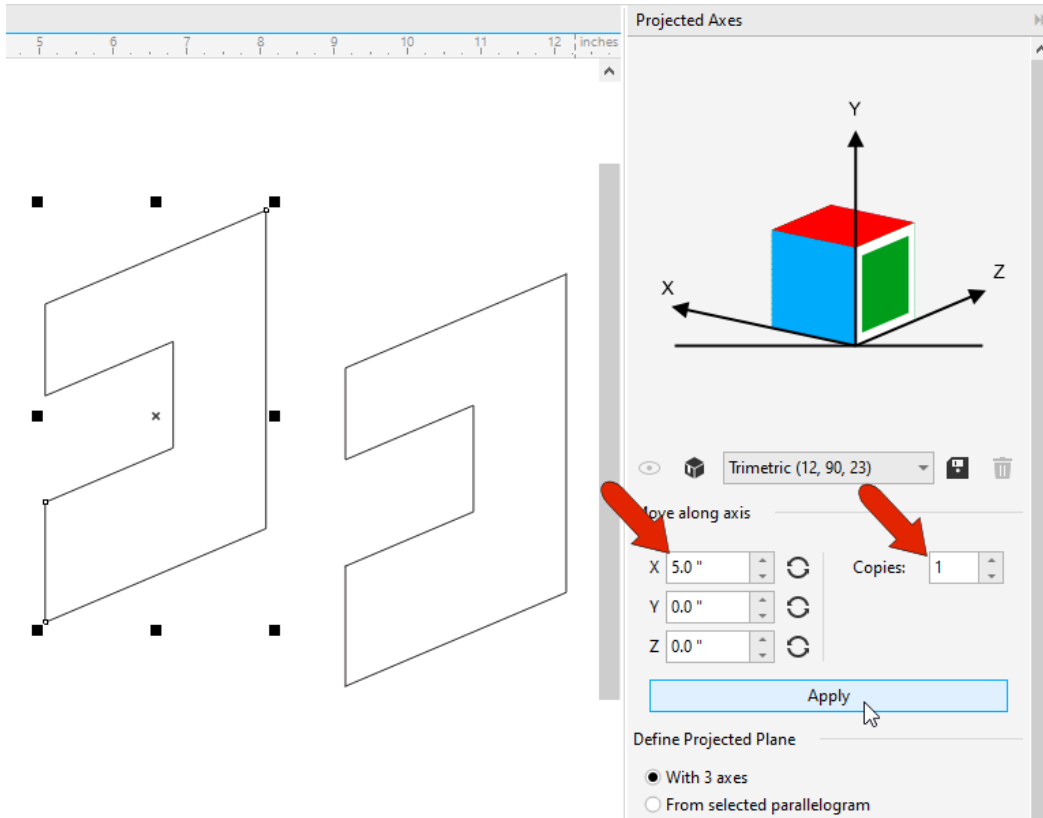 Projected Axes
5 6 7 8 9 10 11 12 inches
Y
X
Z
Trimetric (12, 90, 23)
Move along axis
X 5.0 " Copies: 1
Y 0.0 "
Z 0.0 "
Apply
Define Projected Plane
With 3 axes
From selected parallelogram